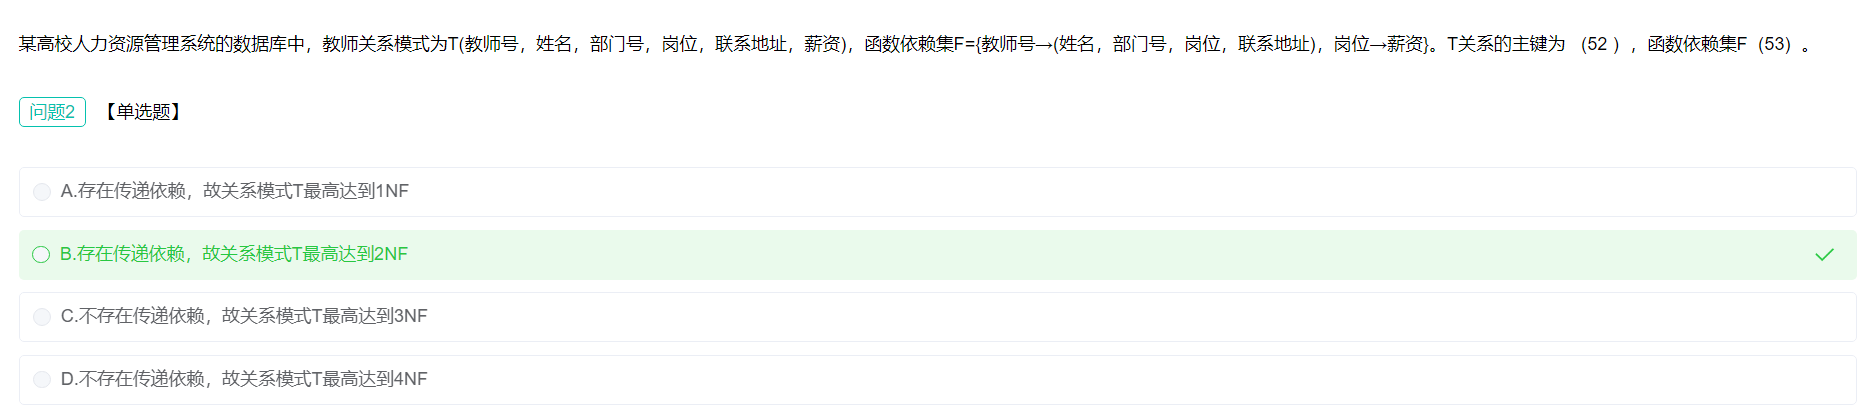 某高校人力资源管理系统的数据库中，教师关系模式为T(教师号，姓名，部门号，岗位，联系地址，薪资)，函数依赖集F={教师号→(姓名，部门号，岗位，联系地址)，岗位→薪资}。T关系的主键为 （52 ），函数依赖集F（53）。
问题2 【单选题】
A.存在传递依赖，故关系模式T最高达到1NF
B.存在传递依赖，故关系模式T最高达到2NF
C.不存在传递依赖，故关系模式T最高达到3NF
D.不存在传递依赖，故关系模式T最高达到4NF